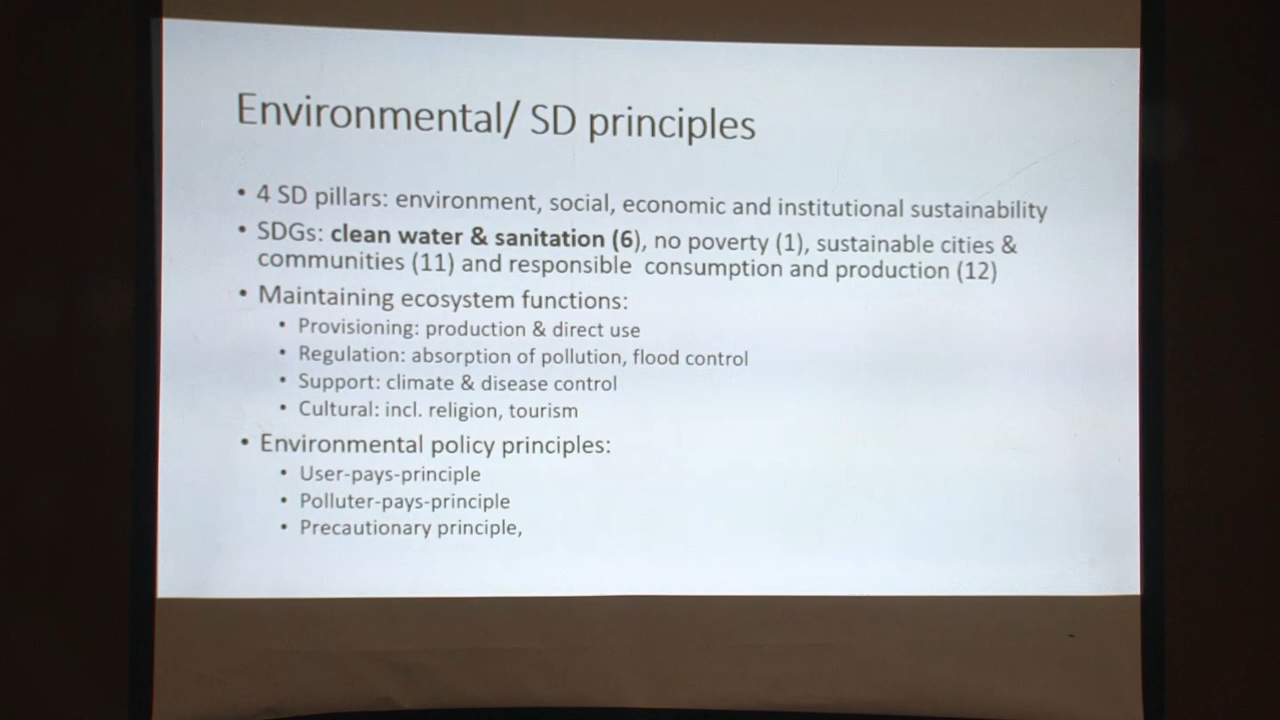 Environmental/ SD principles
• 4 SD pillars: environment, social, economic and institutional sustainability
• SDGs: clean water & sanitation (6), no poverty (1), sustainable cities &
communities (11) and responsible consumption and production (12)
• Maintaining ecosystem functions:
• Provisioning: production & direct use
• Regulation: absorption of pollution, flood control
• Support: climate & disease control
• Cultural: incl. religion, tourism
• Environmental policy principles:
• User-pays-principle
• Polluter-pays-principle
• Precautionary principle,